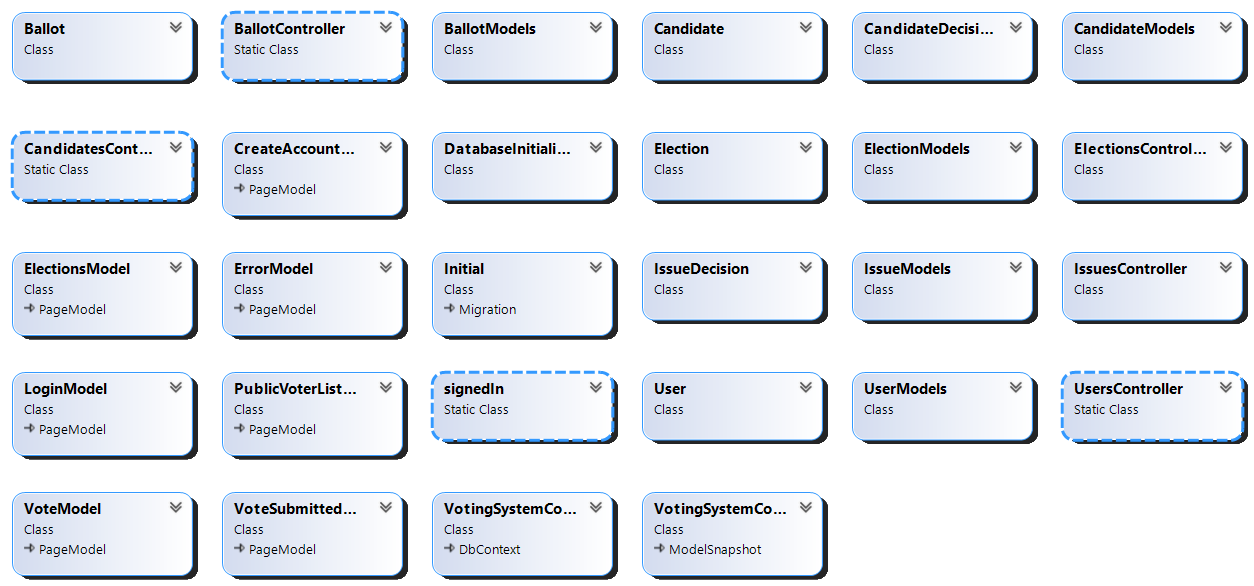 Ballot
Class
BallotController
Static Class
BallotModels
Class
Candidate
Class
CandidateDecisi...
Class
CandidateModels
Class
CandidatesCont...
Static Class
CreateAccount...
Class
PageModel
DatabaseInitiali...
Class
Election
Class
ElectionModels
Class
ElectionsControl...
Class
ElectionsModel
Class
PageModel
ErrorModel
Class
PageModel
Initial
Class
Migration
IssueDecision
Class
IssueModels
Class
IssuesController
Class
LoginModel
Class
PageModel
PublicVoterList...
Class
PageModel
signedIn
Static Class
User
Class
UserModels
Class
UsersController
Static Class
VoteModel
Class
PageModel
VoteSubmitted...
Class
PageModel
VotingSystemCo...
Class
DbContext
VotingSystemCo...
Class
ModelSnapshot